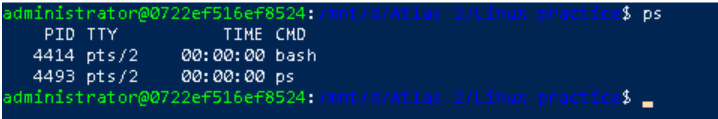 administrator@0722ef516ef8524:/mnt/d/Atlas 2/Linux practice$ ps
PID TTY TIME CMD
4414 pts/2 00:00:00 bash
4493 pts/2 00:00:00 ps
administrator@0722ef516ef8524:/mnt/d/Atlas 2/Linux practice$